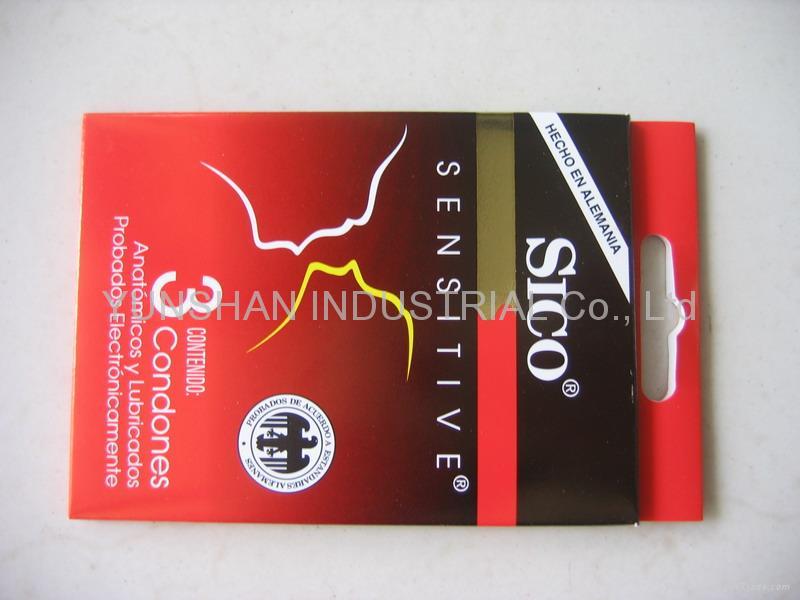 HECHO EN ALEMANIA
Sico®
SENSITIVE®
PROBADOS DE ACUERDO A ESTANDARES ALEMANES
CONTENIDO:
3 Condones
Anatómicos y Lubricados
Probados Electrónicamente
YUNSHAN INDUSTRIAL Co., Ltd